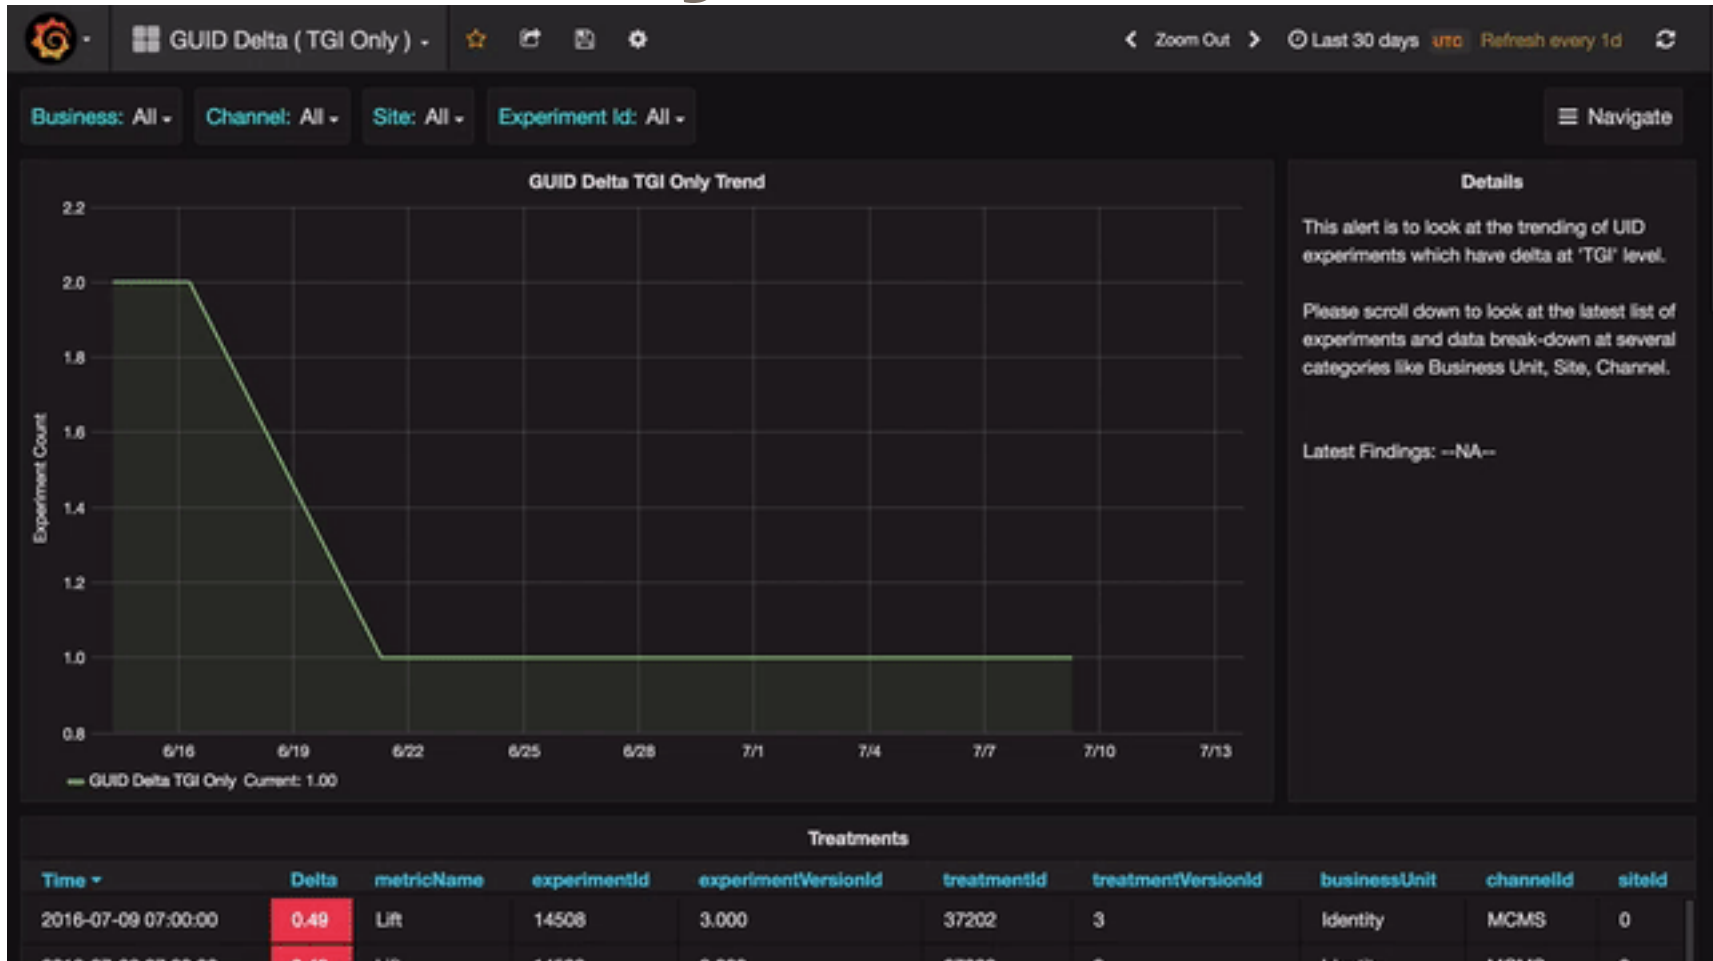 GUID Delta ( TGI Only )
Zoom Out
Last 30 days UTC Refresh every 1d
Business: All
Channel: All
Site: All
Experiment Id: All
Navigate
GUID Delta TGI Only Trend
2.2
2.0
1.8
1.6
1.4
1.2
1.0
0.8
Experiment Count
6/16 6/19 6/22 6/25 6/28 7/1 7/4 7/7 7/10 7/13
GUID Delta TGI Only Current: 1.00
Details
This alert is to look at the trending of UID
experiments which have delta at 'TGI' level.
Please scroll down to look at the latest list of
experiments and data break-down at several
categories like Business Unit, Site, Channel.
Latest Findings: --NA--
Treatments
Time Delta metricName experimentId experimentVersionId treatmentId treatmentVersionId businessUnit channelId siteId
2016-07-09 07:00:00 0.49 Lift 14508 3.000 37202 3 Identity MCMS 0